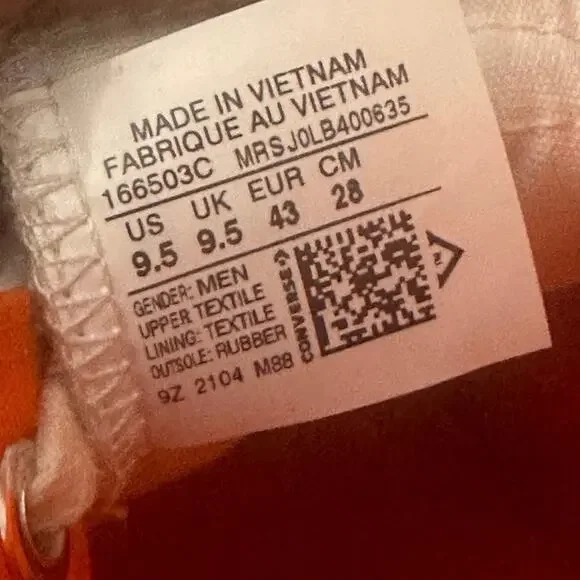 MADE IN VIETNAM
FABRIQUE AU VIETNAM
166503C MRSJ0LB400635
US UK EUR CM
9.5 9.5 43 28
GENDER: MEN
UPPER: TEXTILE
LINING: TEXTILE
OUTSOLE: RUBBER
9Z 2104 M88
CONVERSE